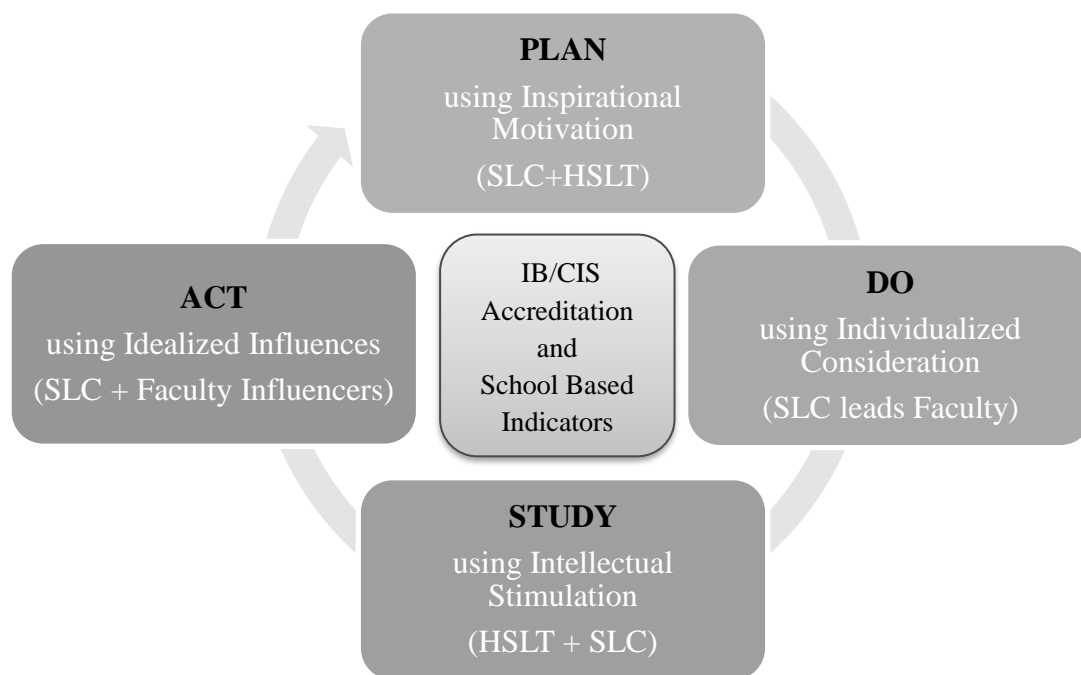 PLAN
using Inspirational
Motivation
(SLC+HSLT)
ACT
using Idealized Influences
(SLC + Faculty Influencers)
IB/CIS
Accreditation
and
School Based
Indicators
DO
using Individualized
Consideration
(SLC leads Faculty)
STUDY
using Intellectual
Stimulation
(HSLT + SLC)